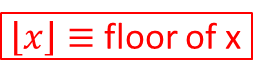 ⌊x⌋ ≡ floor of x